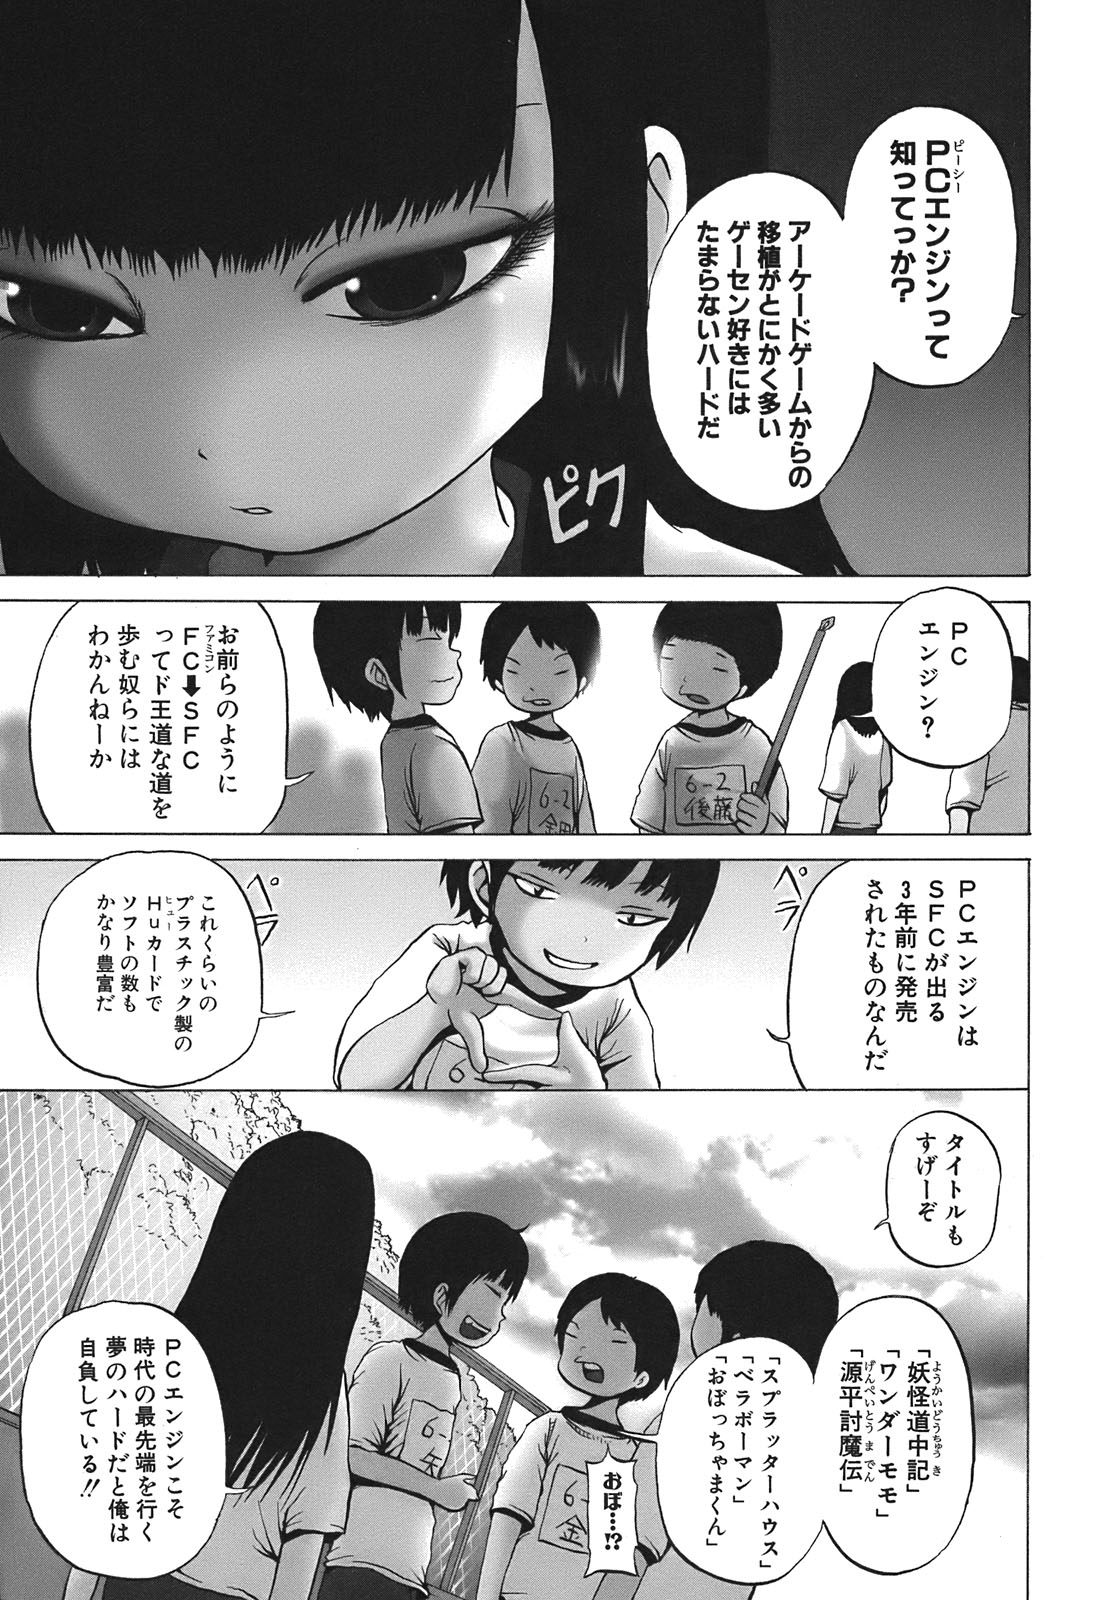 PCエンジンって
知ってっか?
アーケードゲームからの
移植がとにかく多い
ゲーセン好きには
たまらないハードだ
ピク
PC
エンジン?
6-2
後藤
6-2
金田
お前らのように
FC➡SFC
ってド王道な道を
歩む奴らには
わかんねーか
PCエンジンは
SFCが出る
3年前に発売
されたものなんだ
ペ。
ペ。
これくらいの
プラスチック製の
Huカードで
ソフトの数も
かなり豊富だ
タイトルも
すげーぞ
「妖怪道中記」
「ワンダーモモ」
「源平討魔伝」
「スプラッターハウス」
「ベラボーマン」
「おぼっちゃまくん」
おぼ…!?
6-
矢
6-
金
PCエンジンこそ
時代の最先端を行く
夢のハードだと俺は
自負している!!